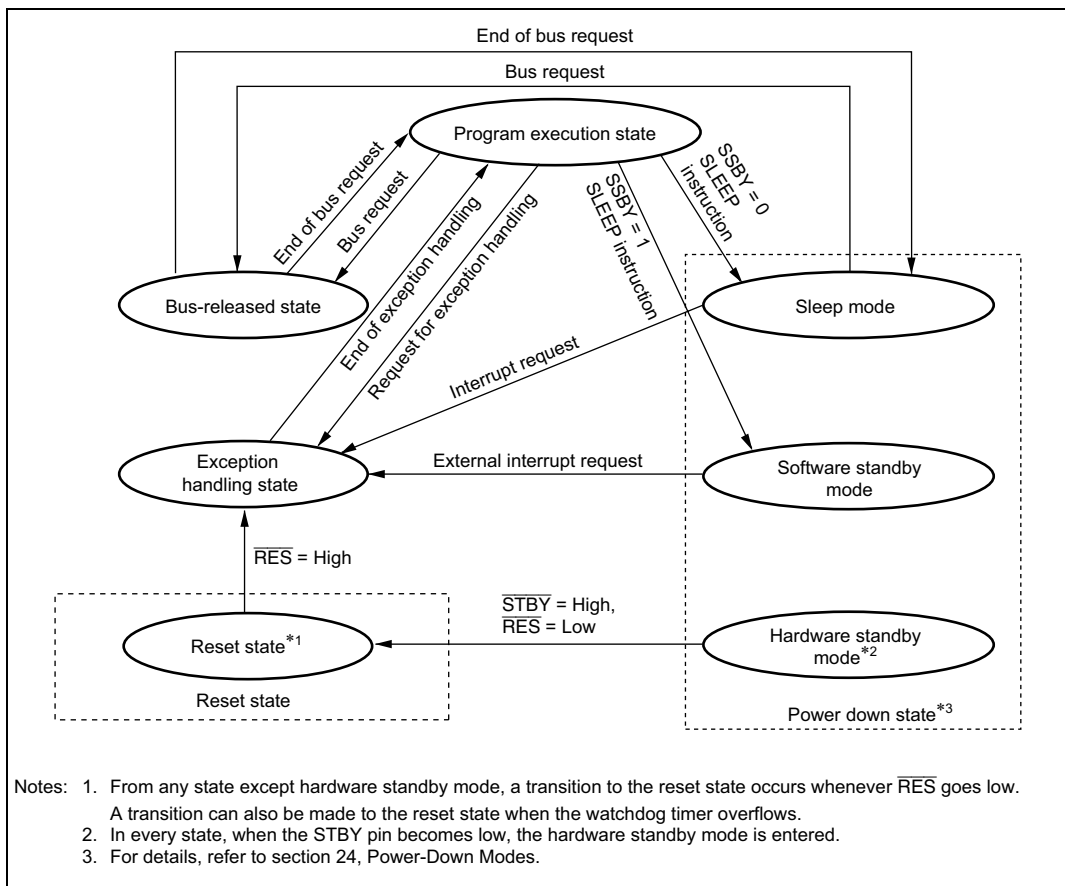 End of bus request
Bus request
Program execution state
End of bus request
Bus request
End of exception handling
Request for exception handling
SSBY = 1
SLEEP instruction
SSBY = 0
SLEEP
instruction
Bus-released state
Sleep mode
Interrupt request
Exception
handling state
External interrupt request
Software standby
mode
RES = High
STBY = High,
RES = Low
Reset state*1
Hardware standby
mode*2
Reset state
Power down state*3
Notes: 1. From any state except hardware standby mode, a transition to the reset state occurs whenever RES goes low.
A transition can also be made to the reset state when the watchdog timer overflows.
2. In every state, when the STBY pin becomes low, the hardware standby mode is entered.
3. For details, refer to section 24, Power-Down Modes.